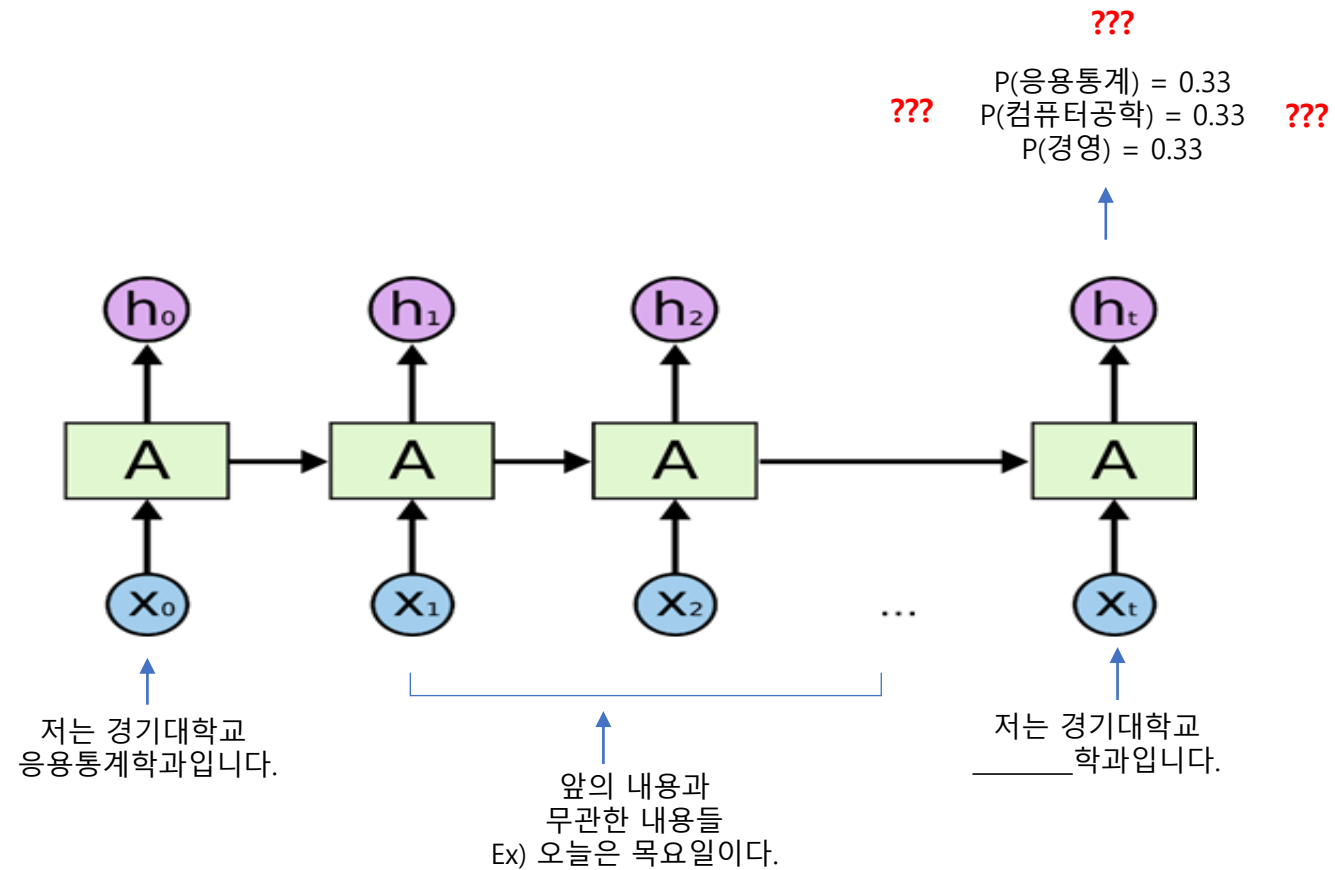 ???
P(응용통계) = 0.33
??? P(컴퓨터공학) = 0.33 ???
P(경영) = 0.33
h₀ h₁ h₂ hₜ
A A A A
x₀ x₁ x₂ ... xₜ
저는 경기대학교
응용통계학과입니다.
앞의 내용과
무관한 내용들
Ex) 오늘은 목요일이다.
저는 경기대학교
_______학과입니다.